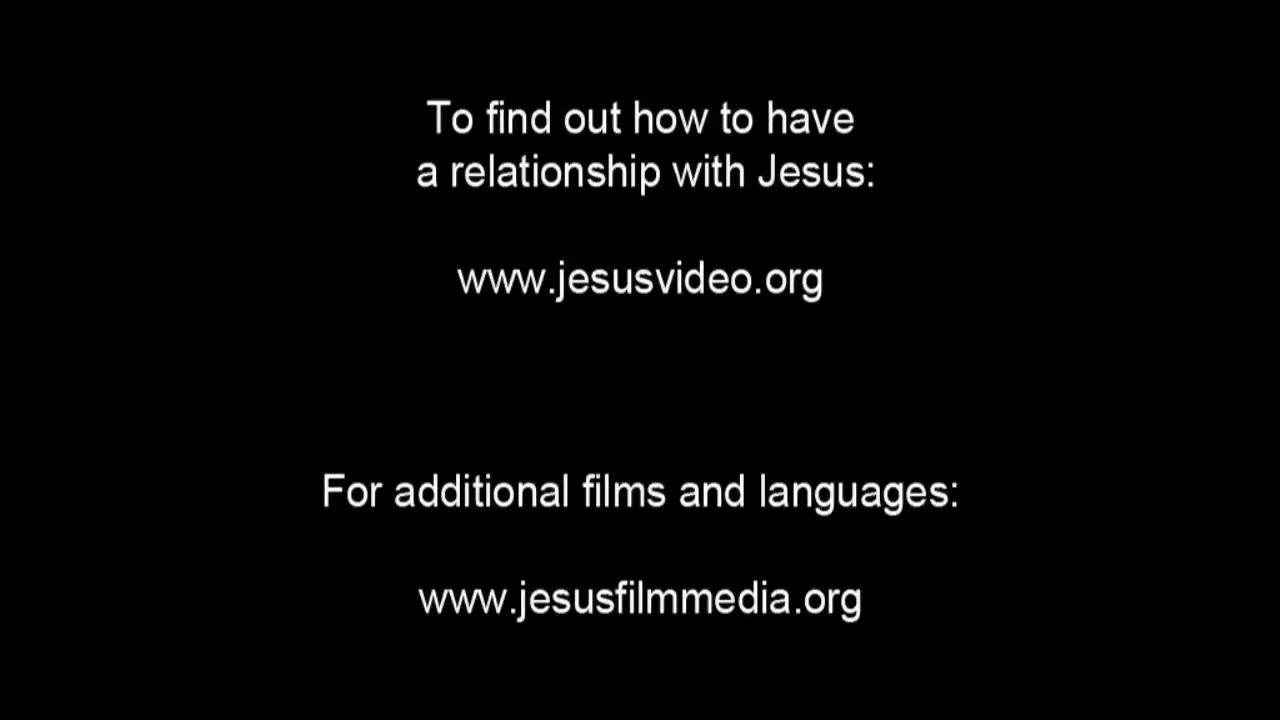 To find out how to have
a relationship with Jesus:
www.jesusvideo.org
For additional films and languages:
www.jesusfilmmedia.org